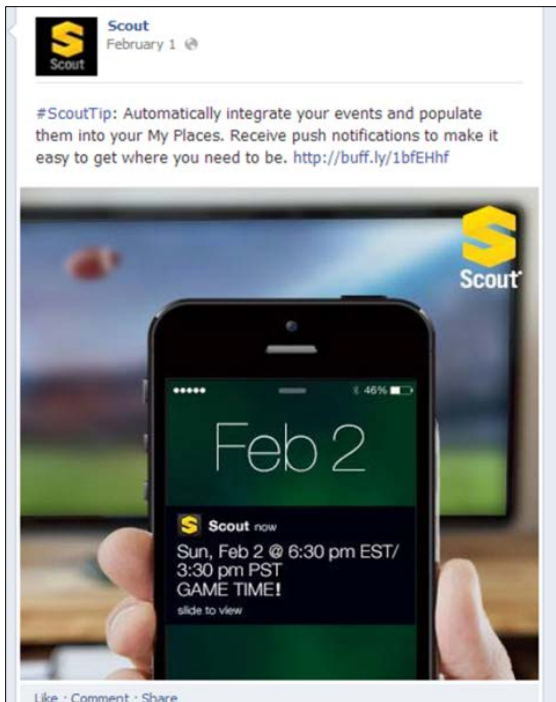 Scout
Scout
February 1
#ScoutTip: Automatically integrate your events and populate
them into your My Places. Receive push notifications to make it
easy to get where you need to be. http://buff.ly/1bfEHhf
Scout
46%
Feb 2
Scout now
Sun, Feb 2 @ 6:30 pm EST/
3:30 pm PST
GAME TIME!
slide to view
Like · Comment · Share